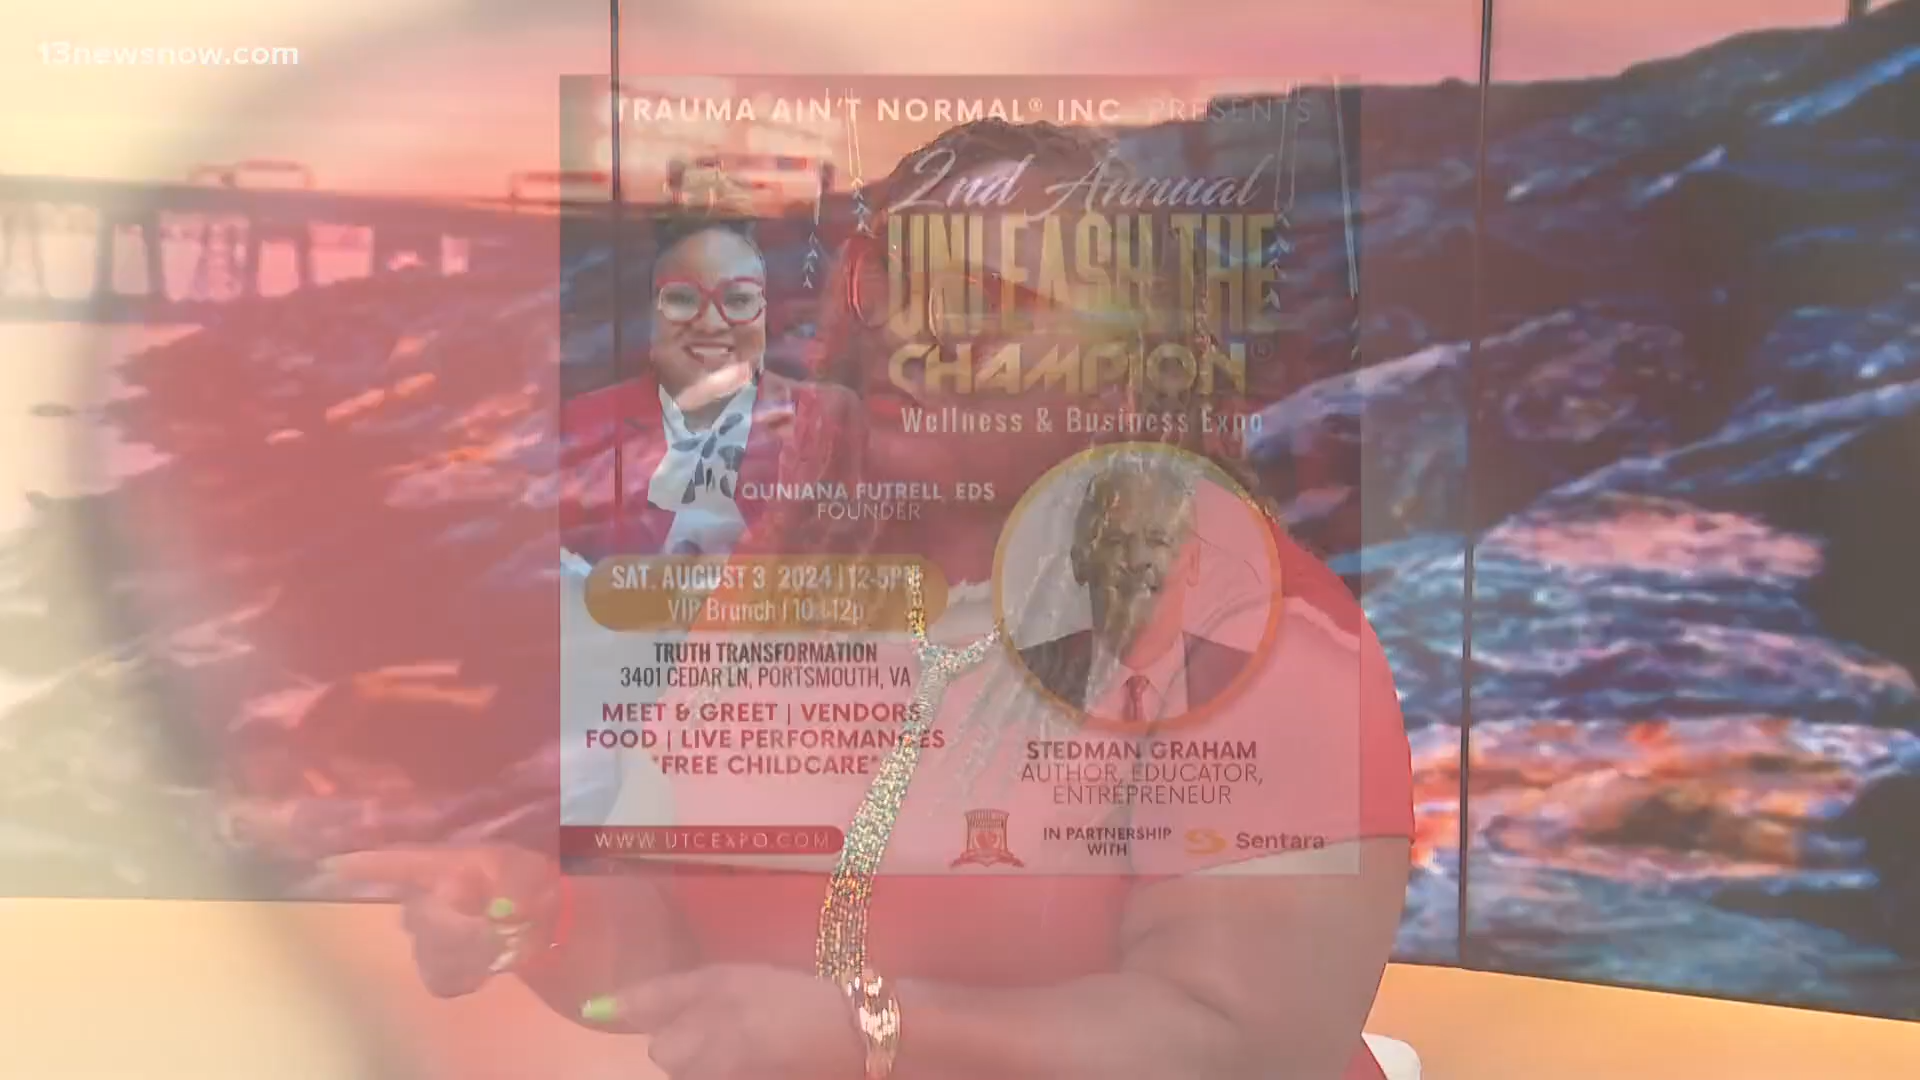 13newsnow.com
TRAUMA AIN'T NORMAL® INC PRESENTS
2nd Annual
UNLEASH THE
CHAMPION®
Wellness & Business Expo
QUNIANA FUTRELL, EDS
FOUNDER
SAT. AUGUST 3, 2024 | 12-5PM
VIP Brunch | 10-12p
TRUTH TRANSFORMATION
3401 CEDAR LN, PORTSMOUTH, VA
MEET & GREET | VENDORS
FOOD | LIVE PERFORMANCES
*FREE CHILDCARE*
STEDMAN GRAHAM
AUTHOR, EDUCATOR,
ENTREPRENEUR
WWW.UTCEXPO.COM
IN PARTNERSHIP
WITH
Sentara